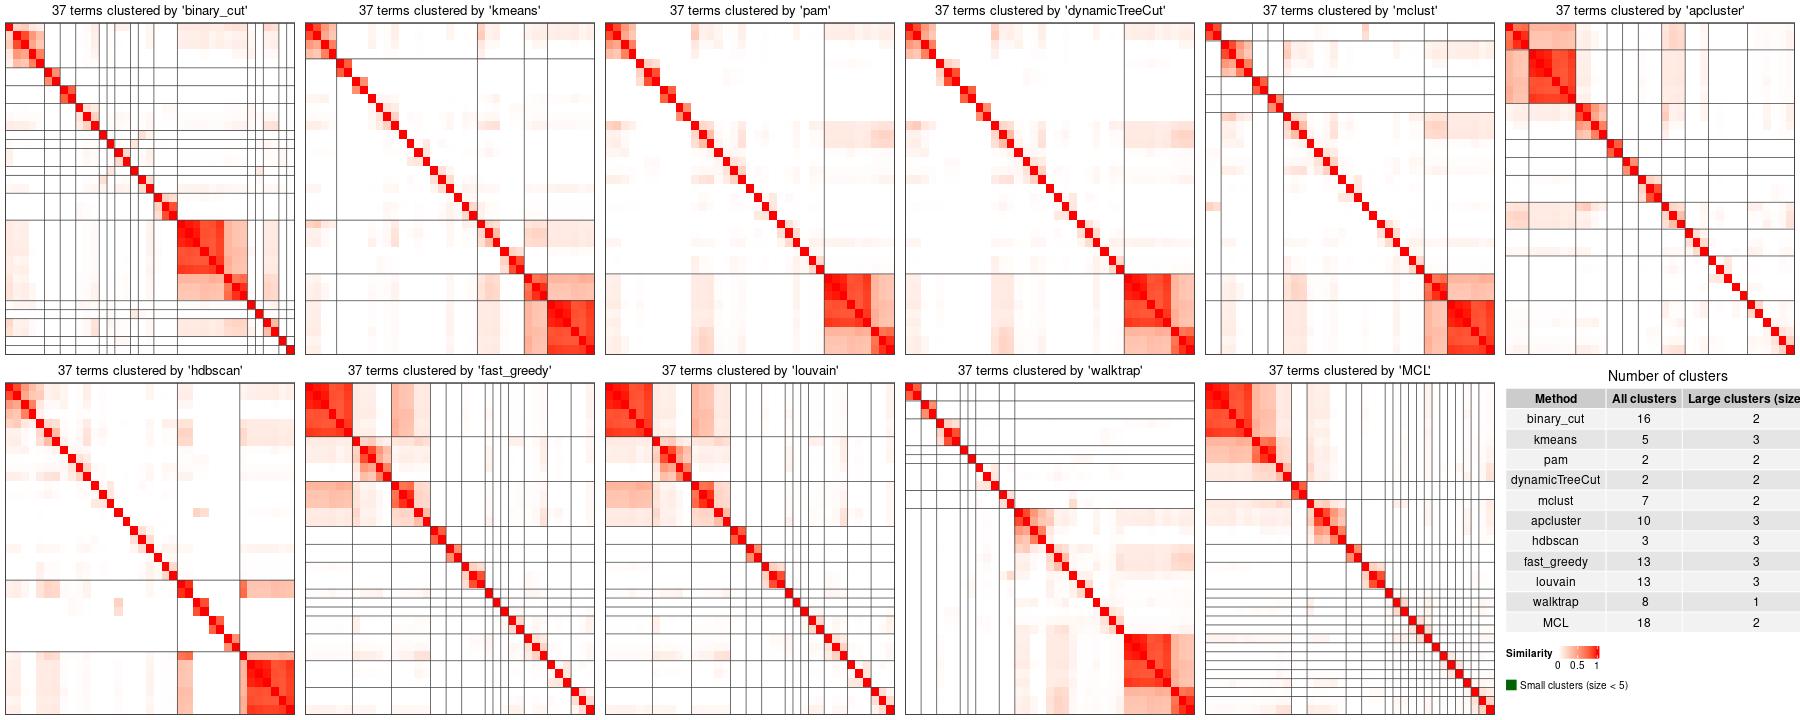 37 terms clustered by 'binary_cut'
37 terms clustered by 'kmeans'
37 terms clustered by 'pam'
37 terms clustered by 'dynamicTreeCut'
37 terms clustered by 'mclust'
37 terms clustered by 'apcluster'
37 terms clustered by 'hdbscan'
37 terms clustered by 'fast_greedy'
37 terms clustered by 'louvain'
37 terms clustered by 'walktrap'
37 terms clustered by 'MCL'
Number of clusters
Method All clusters Large clusters (size
binary_cut 16 2
kmeans 5 3
pam 2 2
dynamicTreeCut 2 2
mclust 7 2
apcluster 10 3
hdbscan 3 3
fast_greedy 13 3
louvain 13 3
walktrap 8 1
MCL 18 2
Similarity
0 0.5 1
Small clusters (size < 5)